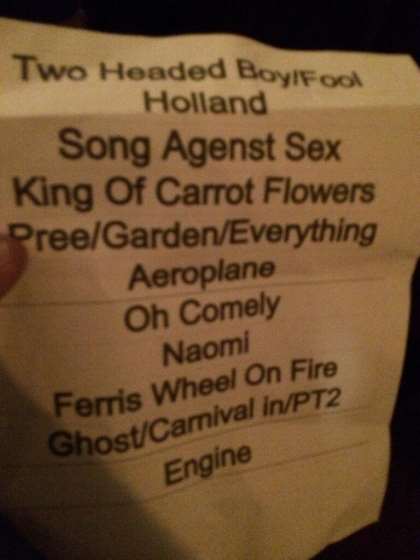 Two Headed Boy/Fool
Holland
Song Agenst Sex
King Of Carrot Flowers
Pree/Garden/Everything
Aeroplane
Oh Comely
Naomi
Ferris Wheel On Fire
Ghost/Carnival in/PT2
Engine